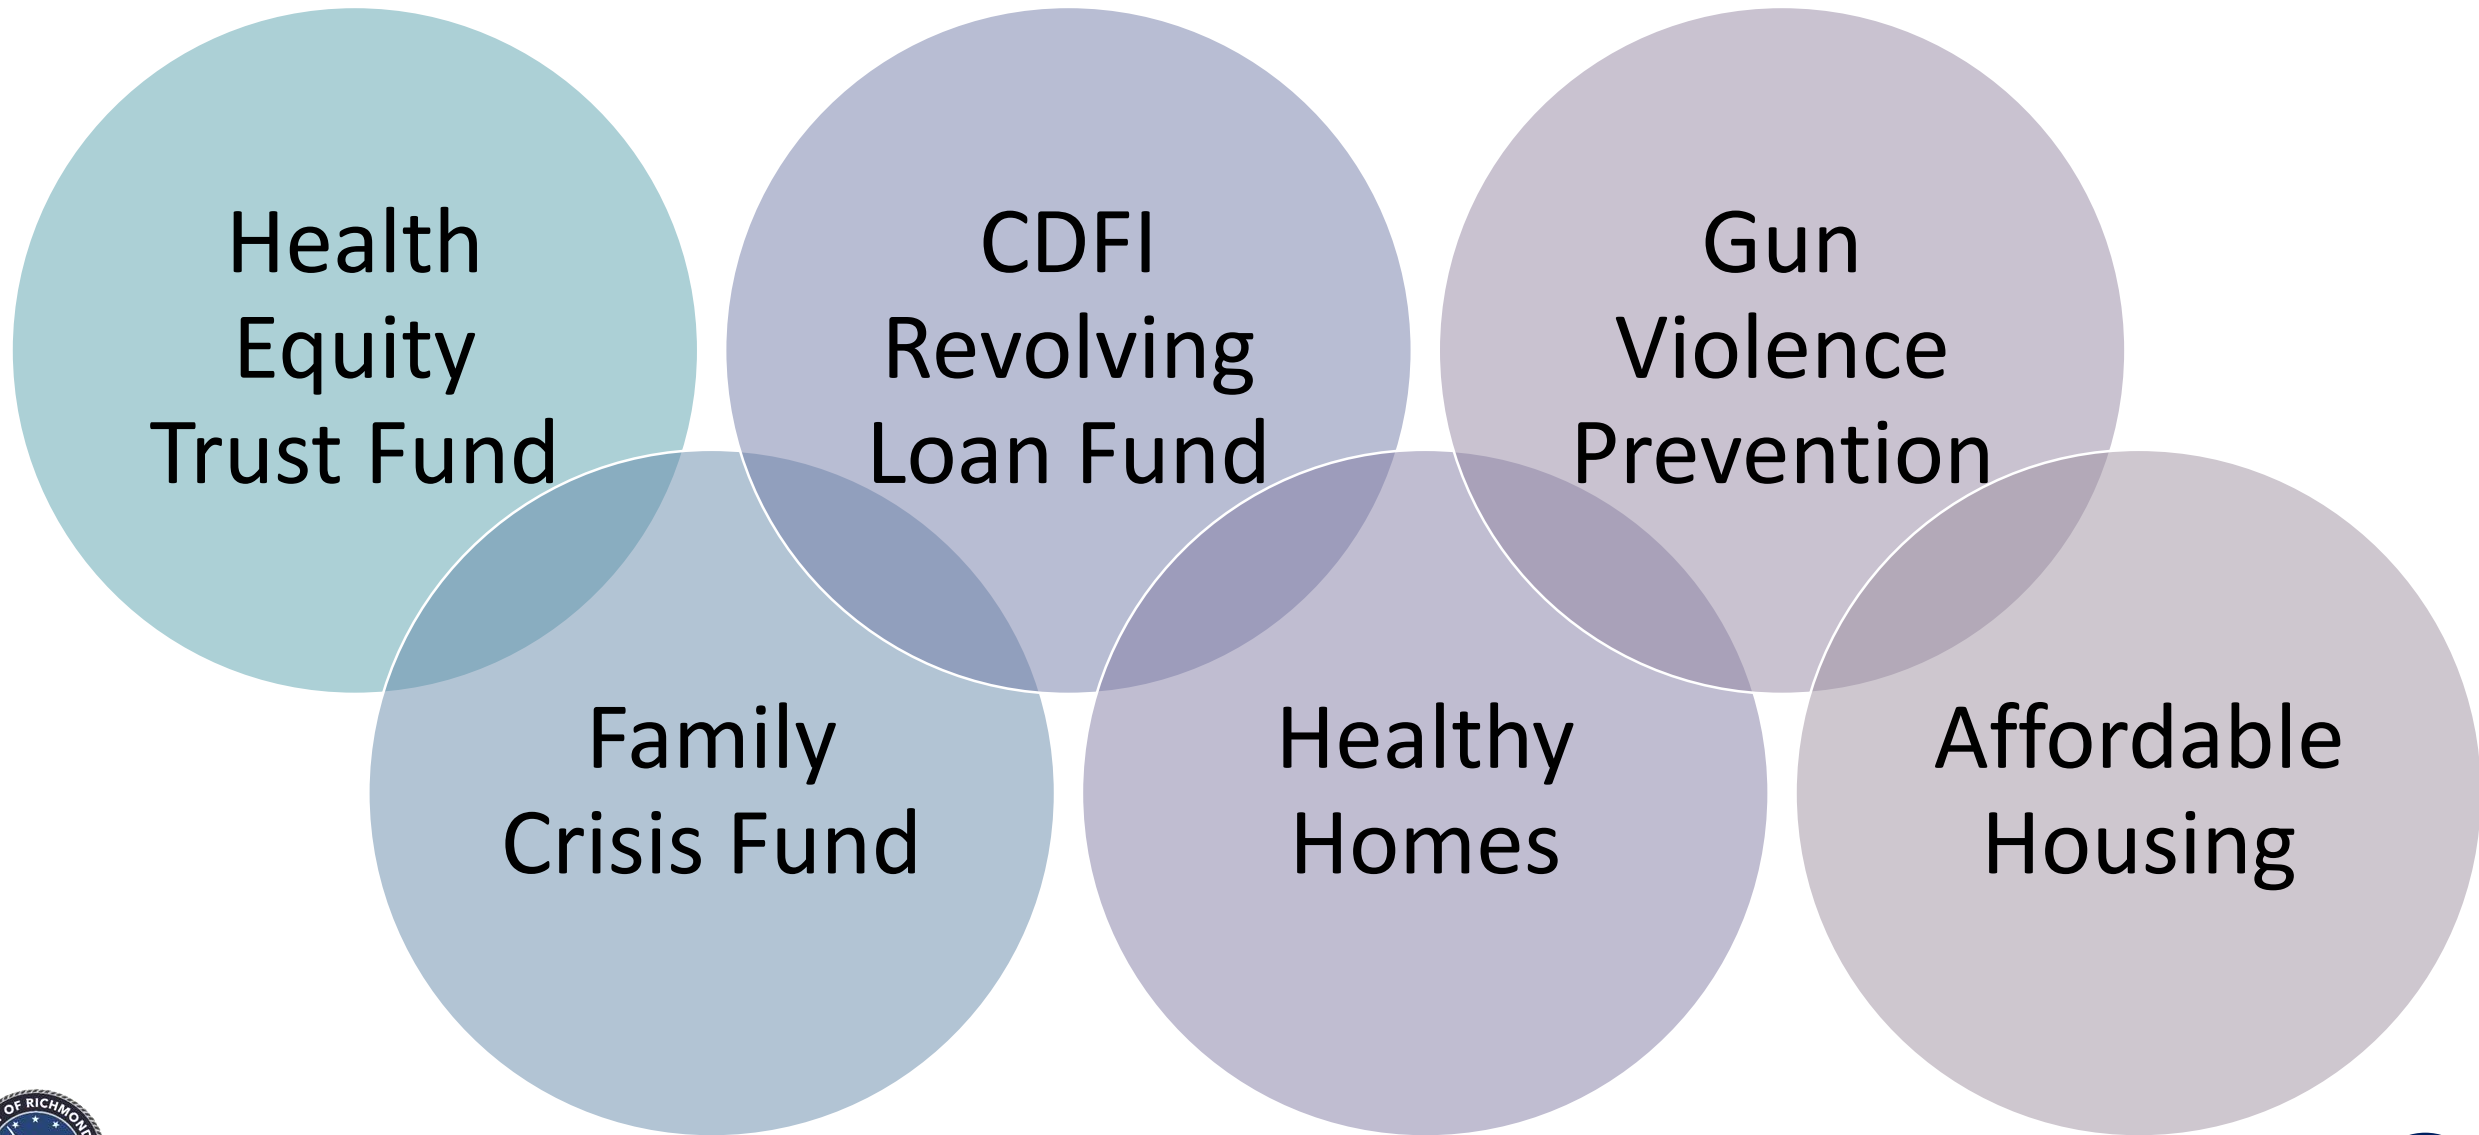 Health
Equity
Trust Fund
CDFI
Revolving
Loan Fund
Gun
Violence
Prevention
Family
Crisis Fund
Healthy
Homes
Affordable
Housing
OF RICHMOND